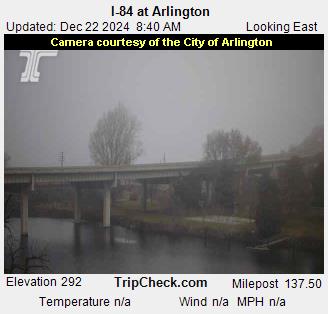 I-84 at Arlington
Updated: Dec 22 2024 8:40 AM Looking East
Camera courtesy of the City of Arlington
Elevation 292 TripCheck.com Milepost 137.50
Temperature n/a Wind n/a MPH n/a